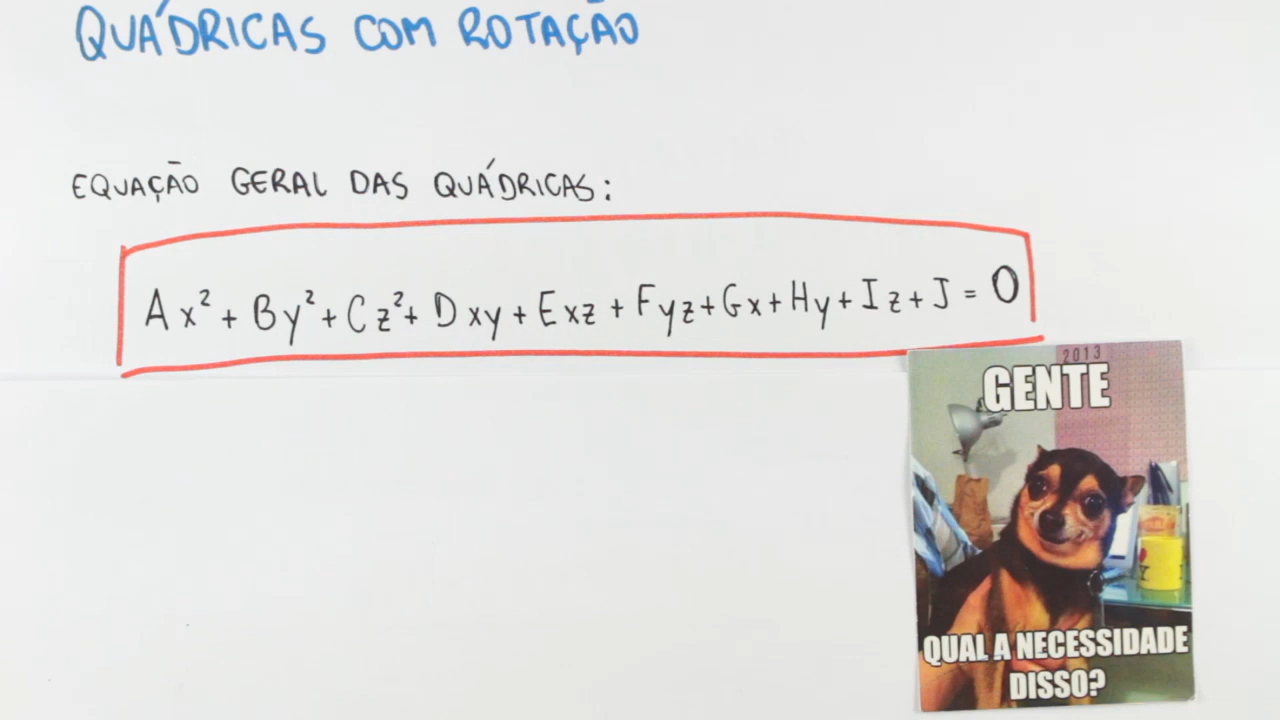 QUÁDRICAS COM ROTAÇÃO
EQUAÇÃO GERAL DAS QUÁDRICAS:
Ax² + By² + Cz² + Dxy + Exz + Fyz + Gx + Hy + Iz + J = 0
2013
GENTE
QUAL A NECESSIDADE
DISSO?